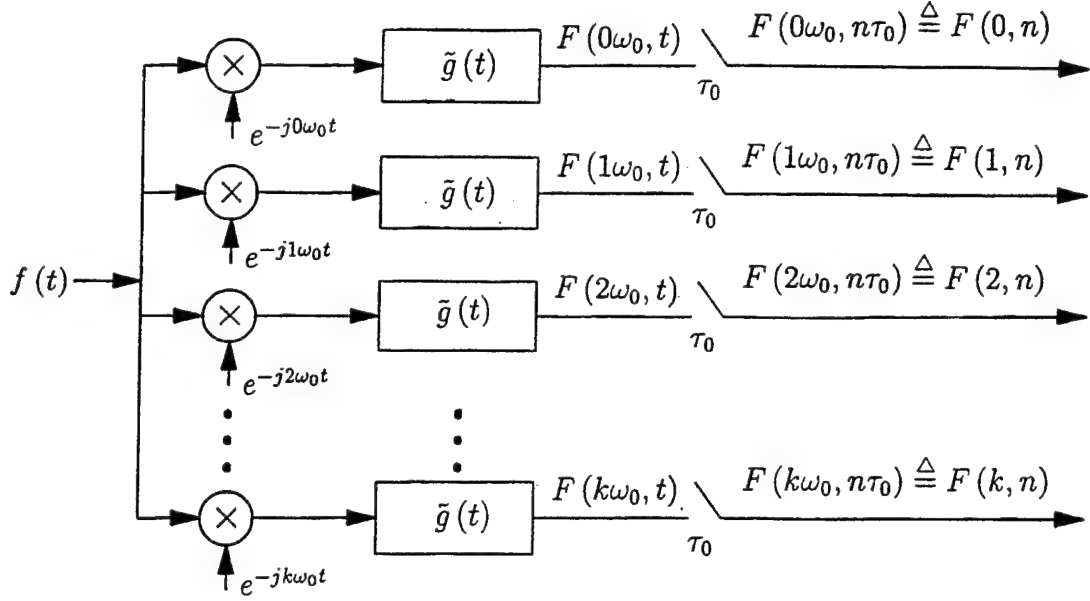 g̃ (t) F (0ω₀, t) F (0ω₀, nτ₀) ≜ F (0, n)
τ₀
e^{-j0ω₀t}
g̃ (t) F (1ω₀, t) F (1ω₀, nτ₀) ≜ F (1, n)
τ₀
e^{-j1ω₀t}
f (t)
g̃ (t) F (2ω₀, t) F (2ω₀, nτ₀) ≜ F (2, n)
τ₀
e^{-j2ω₀t}
g̃ (t) F (kω₀, t) F (kω₀, nτ₀) ≜ F (k, n)
τ₀
e^{-jkω₀t}